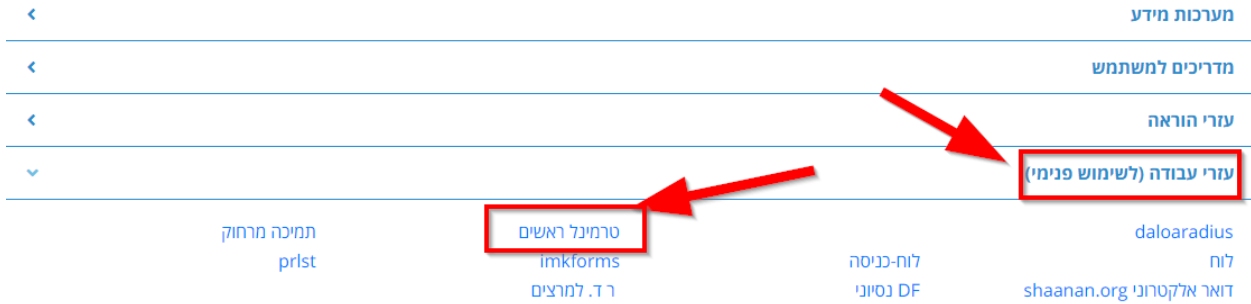 מערכות מידע
מדריכים למשתמש
עזרי הוראה
עזרי עבודה (לשימוש פנימי)
daloaradius טרמינל ראשים תמיכה מרחוק
לוח לוח-כניסה imkforms prlst
דואר אלקטרוני shaanan.org DF נסיוני ר ד. למרצים